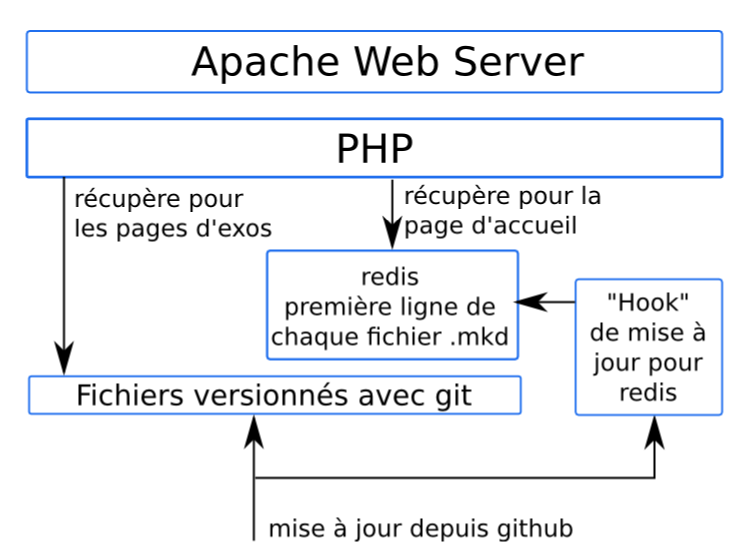 Apache Web Server
PHP
récupère pour
les pages d'exos
récupère pour la
page d'accueil
redis
première ligne de
chaque fichier .mkd
"Hook"
de mise à
jour pour
redis
Fichiers versionnés avec git
mise à jour depuis github